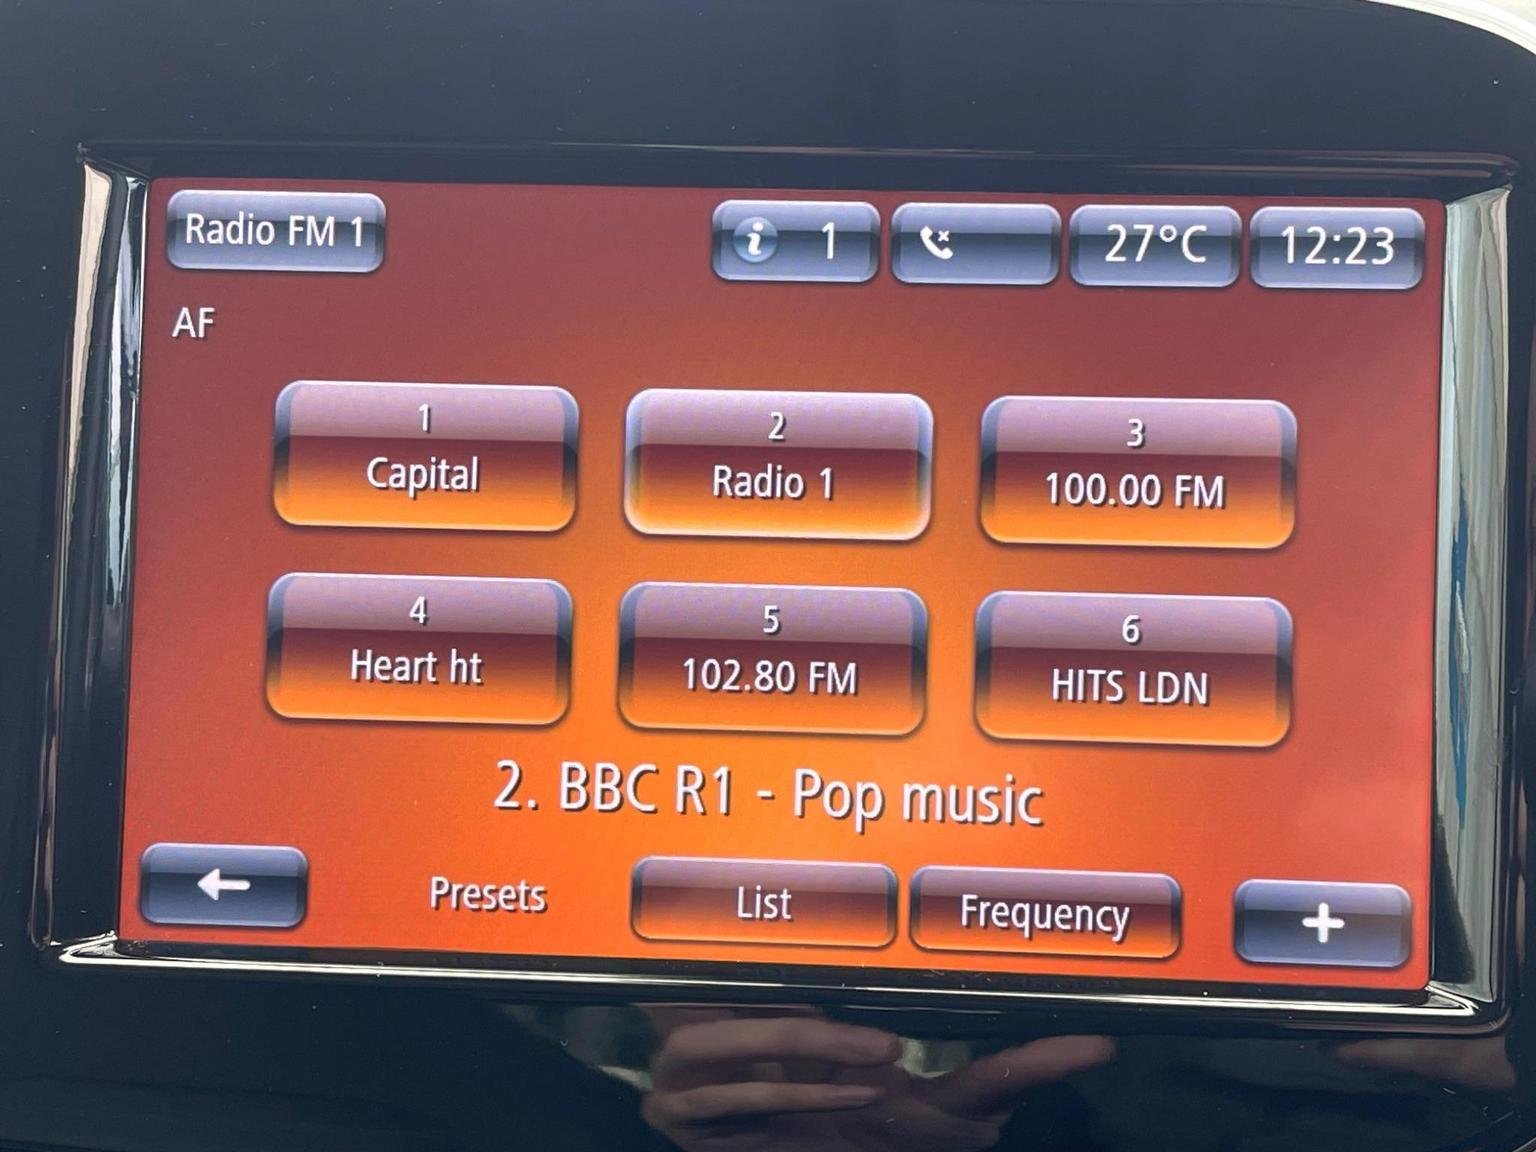 Radio FM 1
i 1
27°C
12:23
AF
1
Capital
2
Radio 1
3
100.00 FM
4
Heart ht
5
102.80 FM
6
HITS LDN
2. BBC R1 - Pop music
Presets
List
Frequency
+